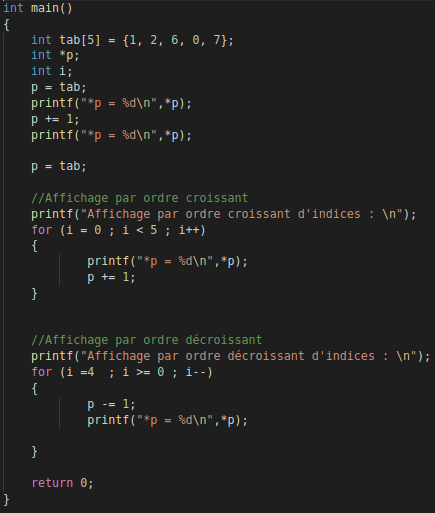 int main()
{
    int tab[5] = {1, 2, 6, 0, 7};
    int *p;
    int i;
    p = tab;
    printf("*p = %d\n",*p);
    p += 1;
    printf("*p = %d\n",*p);

    p = tab;

    //Affichage par ordre croissant
    printf("Affichage par ordre croissant d'indices : \n");
    for (i = 0 ; i < 5 ; i++)
    {
            printf("*p = %d\n",*p);
            p += 1;
    }


    //Affichage par ordre décroissant
    printf("Affichage par ordre décroissant d'indices : \n");
    for (i =4  ; i >= 0 ; i--)
    {
            p -= 1;
            printf("*p = %d\n",*p);

    }

    return 0;
}